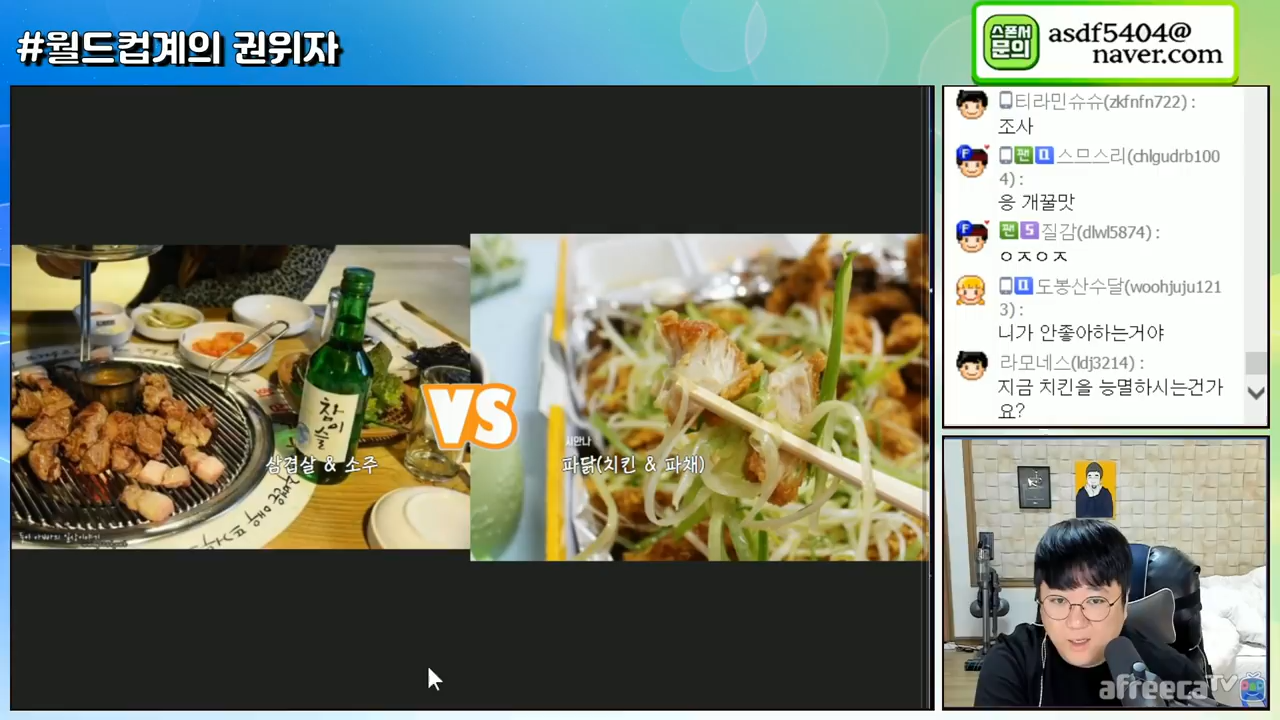 #월드컵계의 권위자
스폰서
문의
asdf5404@
naver.com
티라민슈슈(zkfnfn722) :
조사
팬 스므스리(chlgudrb100
4) :
응 개꿀맛
팬 S 질감(dlwl5874) :
ㅇㅈㅇㅈ
도봉산수달(woohjuju121
3) :
니가 안좋아하는거야
라모네스(ldj3214) :
지금 치킨을 능멸하시는건가
요?
참이슬
VS
삼겹살 & 소주
파닭(치킨 & 파채)
afreecaTV